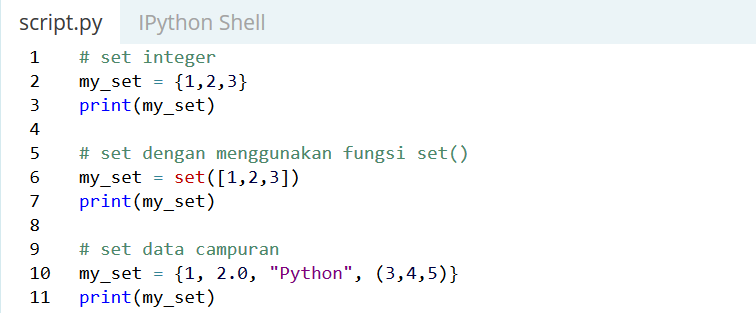 script.py IPython Shell
1 # set integer
2 my_set = {1,2,3}
3 print(my_set)
4
5 # set dengan menggunakan fungsi set()
6 my_set = set([1,2,3])
7 print(my_set)
8
9 # set data campuran
10 my_set = {1, 2.0, "Python", (3,4,5)}
11 print(my_set)